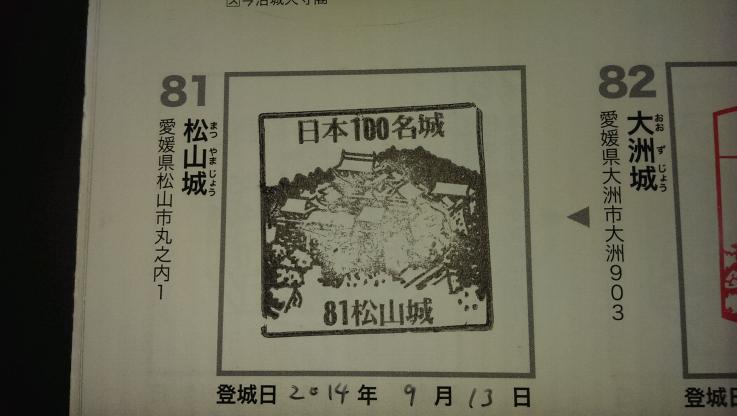 81
松山城
まつ やま じょう
愛媛県松山市丸之内1
日本100名城
81松山城
登城日 2014年 9月 13日
82
大洲城
おお ず じょう
愛媛県大洲市大洲903
登城日